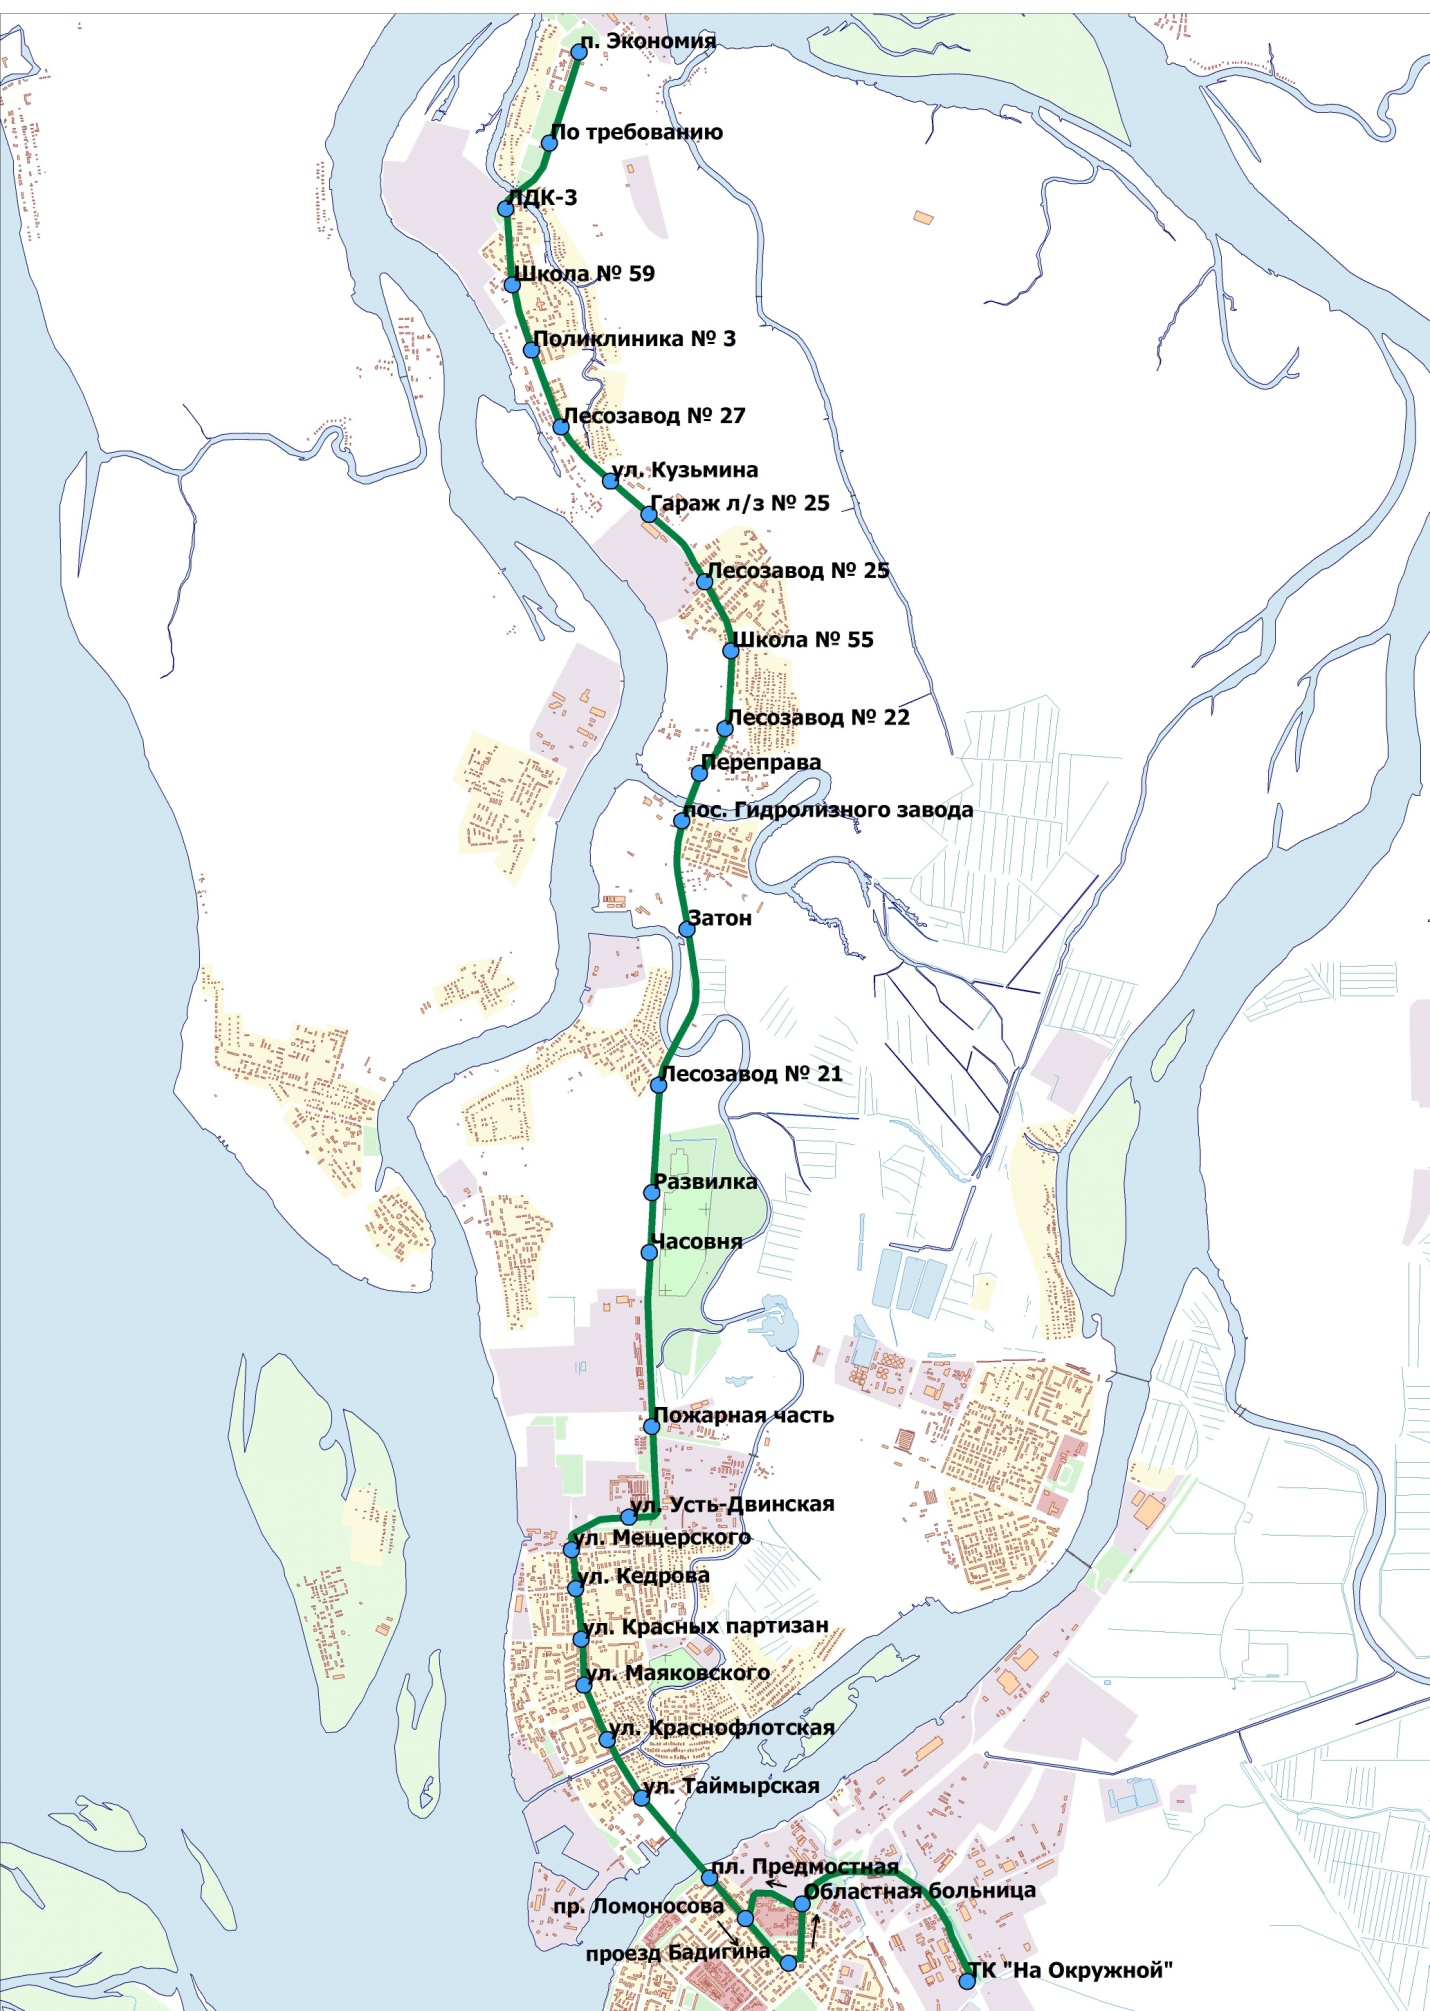 п. Экономия
По требованию
ЛДК-3
Школа № 59
Поликлиника № 3
Лесозавод № 27
ул. Кузьмина
Гараж л/з № 25
Лесозавод № 25
Школа № 55
Лесозавод № 22
Переправа
пос. Гидролизного завода
Затон
Лесозавод № 21
Развилка
Часовня
Пожарная часть
ул. Усть-Двинская
ул. Мещерского
ул. Кедрова
ул. Красных партизан
ул. Маяковского
ул. Краснофлотская
ул. Таймырская
пл. Предмостная
Областная больница
пр. Ломоносова
проезд Бадигина
ТК "На Окружной"